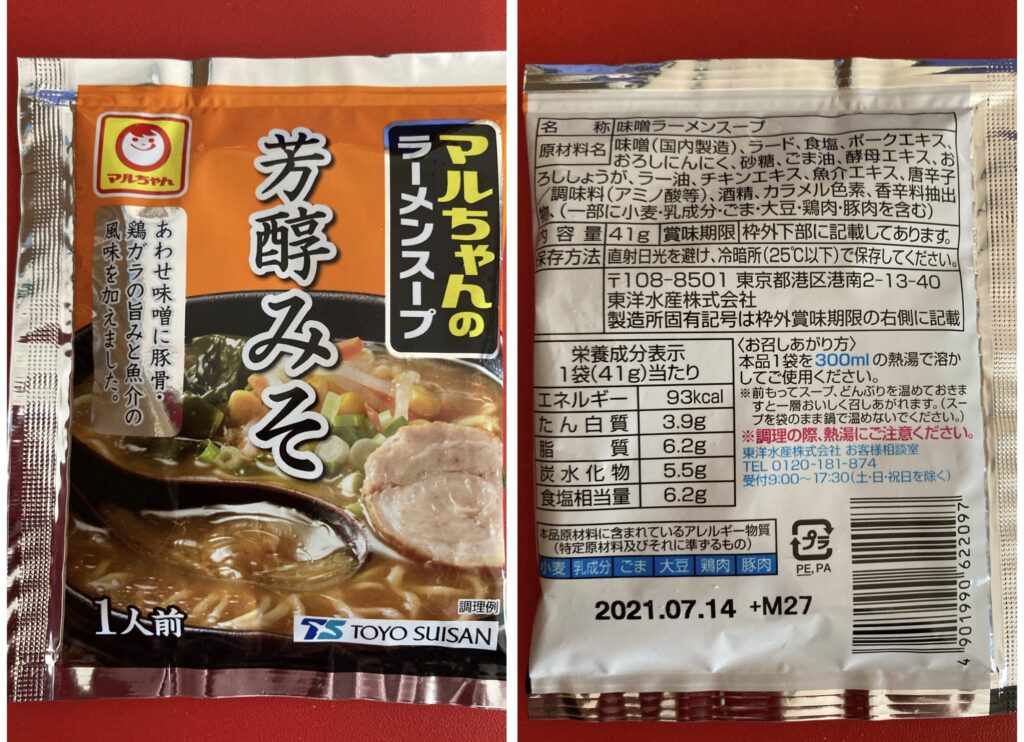 マルちゃん
マルちゃんの
ラーメンスープ
芳醇みそ
あわせ味噌に豚骨・
鶏ガラの旨みと魚介の
風味を加えました。
1人前
調理例
TS TOYO SUISAN
名 称 味噌ラーメンスープ
原材料名 味噌(国内製造)、ラード、食塩、ポークエキス、
おろしにんにく、砂糖、ごま油、酵母エキス、お
ろししょうが、ラー油、チキンエキス、魚介エキス、唐辛子
/調味料(アミノ酸等)、酒精、カラメル色素、香辛料抽出
物、(一部に小麦・乳成分・ごま・大豆・鶏肉・豚肉を含む)
内 容 量 41g 賞味期限 枠外下部に記載してあります。
保存方法 直射日光を避け、冷暗所(25℃以下)で保存してください。
〒108-8501 東京都港区港南2-13-40
東洋水産株式会社
製造所固有記号は枠外賞味期限の右側に記載
栄養成分表示
1袋(41g)当たり
エネルギー 93kcal
たん白質 3.9g
脂 質 6.2g
炭水化物 5.5g
食塩相当量 6.2g
〈お召しあがり方〉
本品1袋を300mlの熱湯で溶か
してご使用ください。
※前もってスープ、どんぶりを温めておきま
すと一層おいしく召しあがれます。(スー
プを袋のまま鍋で温めないでください。)
※調理の際、熱湯にご注意ください。
東洋水産株式会社 お客様相談室
TEL 0120-181-874
受付9:00〜17:30(土・日・祝日を除く)
本品原材料に含まれているアレルギー物質
(特定原材料及びそれに準ずるもの)
小麦 乳成分 ごま 大豆 鶏肉 豚肉
プラ
PE,PA
2021.07.14 +M27
4 901990 622097